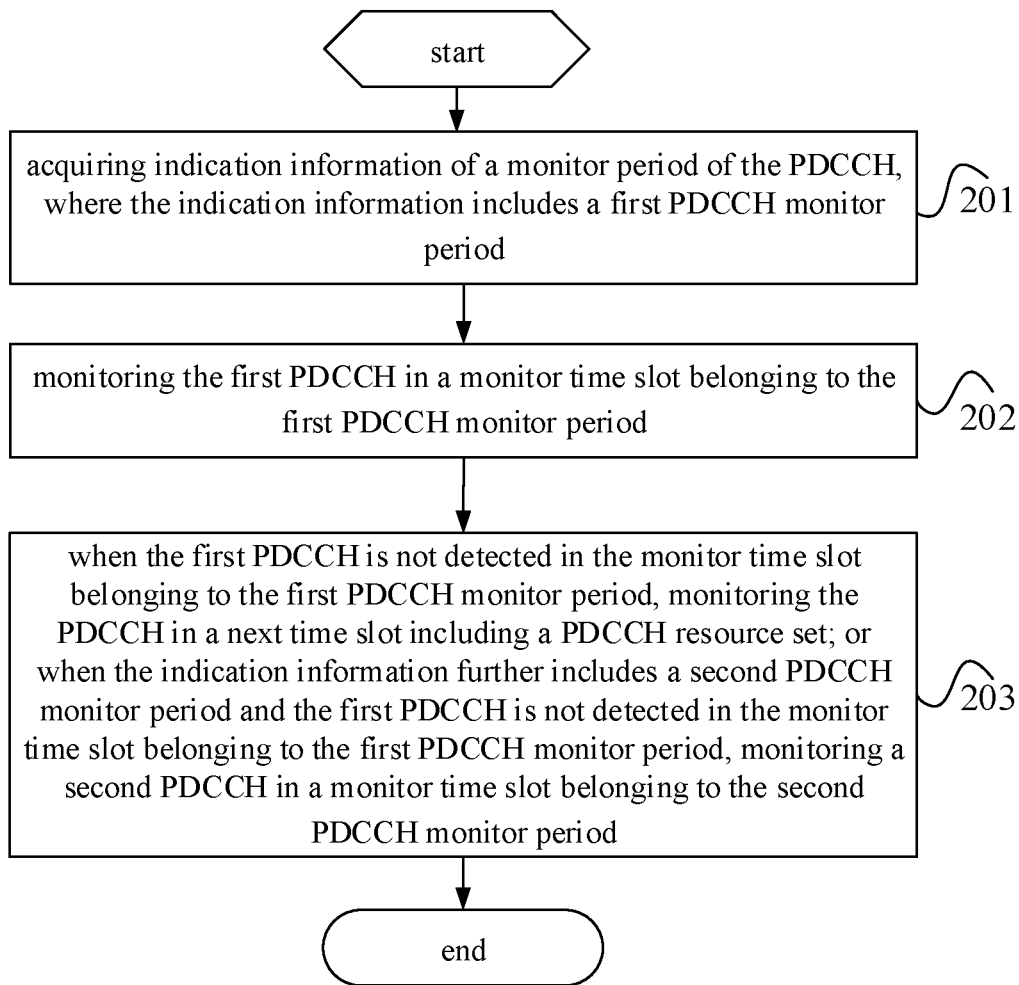 start
acquiring indication information of a monitor period of the PDCCH,
where the indication information includes a first PDCCH monitor
period
201
monitoring the first PDCCH in a monitor time slot belonging to the
first PDCCH monitor period
202
when the first PDCCH is not detected in the monitor time slot
belonging to the first PDCCH monitor period, monitoring the
PDCCH in a next time slot including a PDCCH resource set; or
when the indication information further includes a second PDCCH
monitor period and the first PDCCH is not detected in the monitor
time slot belonging to the first PDCCH monitor period, monitoring a
second PDCCH in a monitor time slot belonging to the second
PDCCH monitor period
203
end